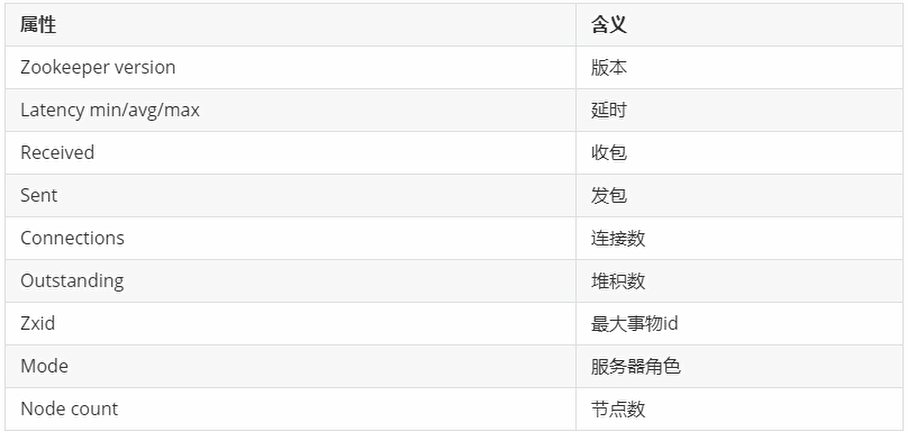 属性 含义
Zookeeper version 版本
Latency min/avg/max 延时
Received 收包
Sent 发包
Connections 连接数
Outstanding 堆积数
Zxid 最大事物id
Mode 服务器角色
Node count 节点数